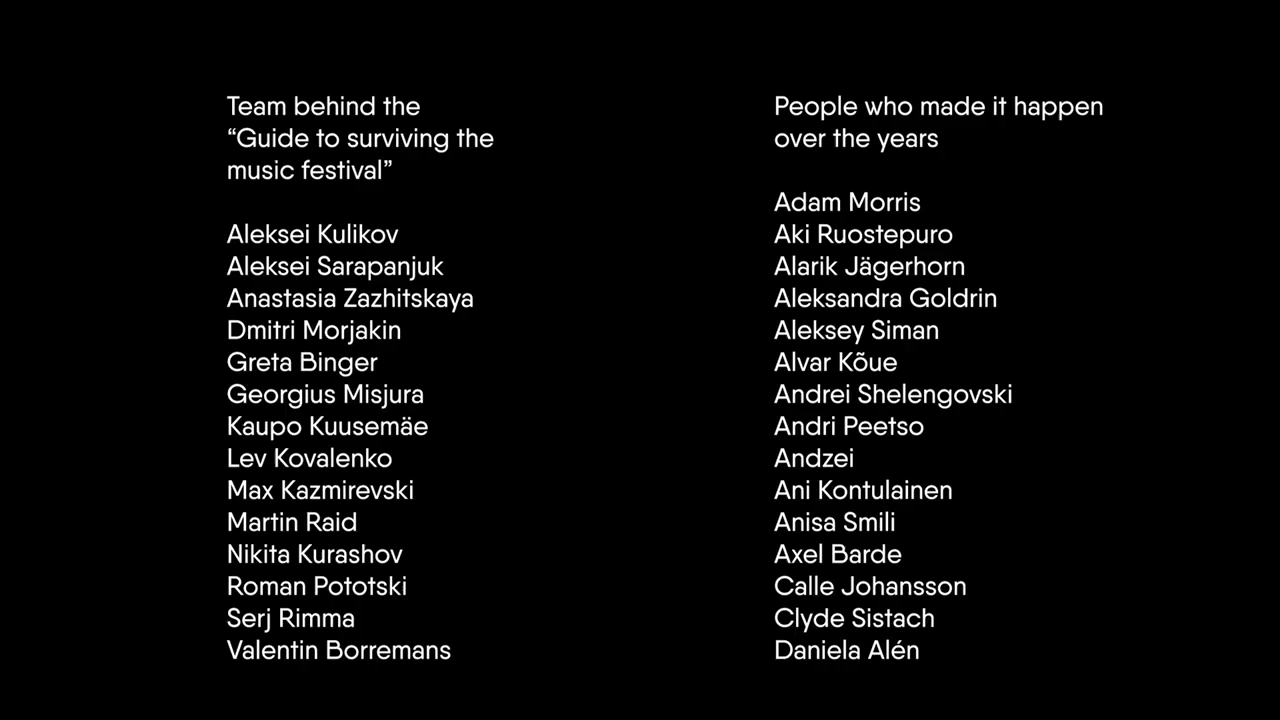 Team behind the
“Guide to surviving the
music festival”
Aleksei Kulikov
Aleksei Sarapanjuk
Anastasia Zazhitskaya
Dmitri Morjakin
Greta Binger
Georgius Misjura
Kaupo Kuusemäe
Lev Kovalenko
Max Kazmirevski
Martin Raid
Nikita Kurashov
Roman Pototski
Serj Rimma
Valentin Borremans
People who made it happen
over the years
Adam Morris
Aki Ruostepuro
Alarik Jägerhorn
Aleksandra Goldrin
Aleksey Siman
Alvar Kõue
Andrei Shelengovski
Andri Peetso
Andzei
Ani Kontulainen
Anisa Smili
Axel Barde
Calle Johansson
Clyde Sistach
Daniela Alén